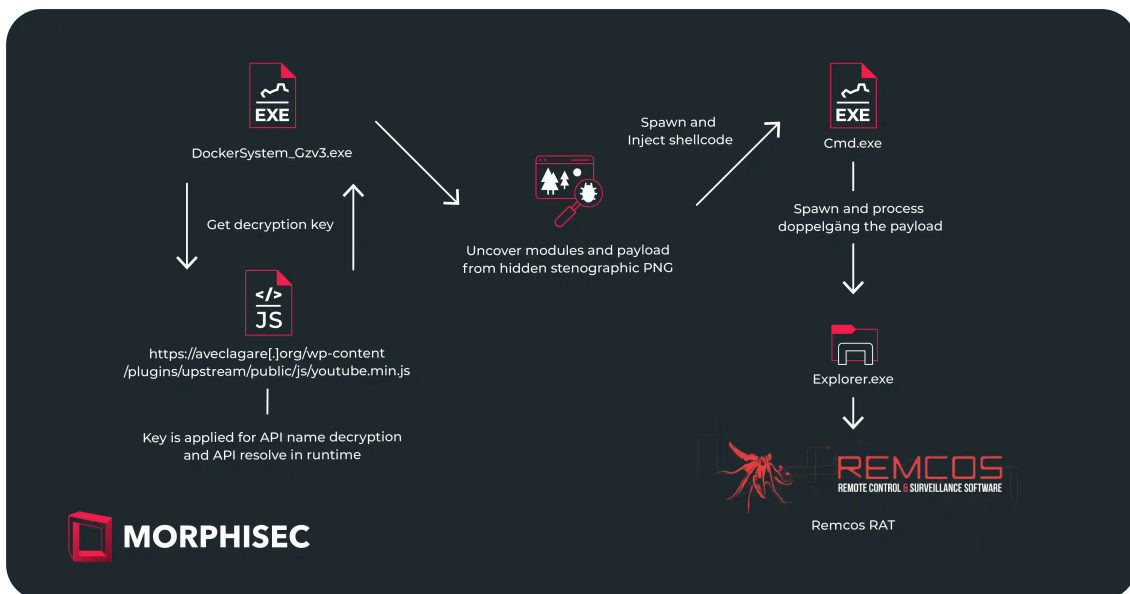 EXE
DockerSystem_Gzv3.exe
Get decryption key
</>
JS
https://aveclagare[.]org/wp-content
/plugins/upstream/public/js/youtube.min.js
Key is applied for API name decryption
and API resolve in runtime
Uncover modules and payload
from hidden stenographic PNG
Spawn and
Inject shellcode
EXE
Cmd.exe
Spawn and process
doppelgäng the payload
Explorer.exe
REMCOS
REMOTE CONTROL & SURVEILLANCE SOFTWARE
Remcos RAT
MORPHISEC